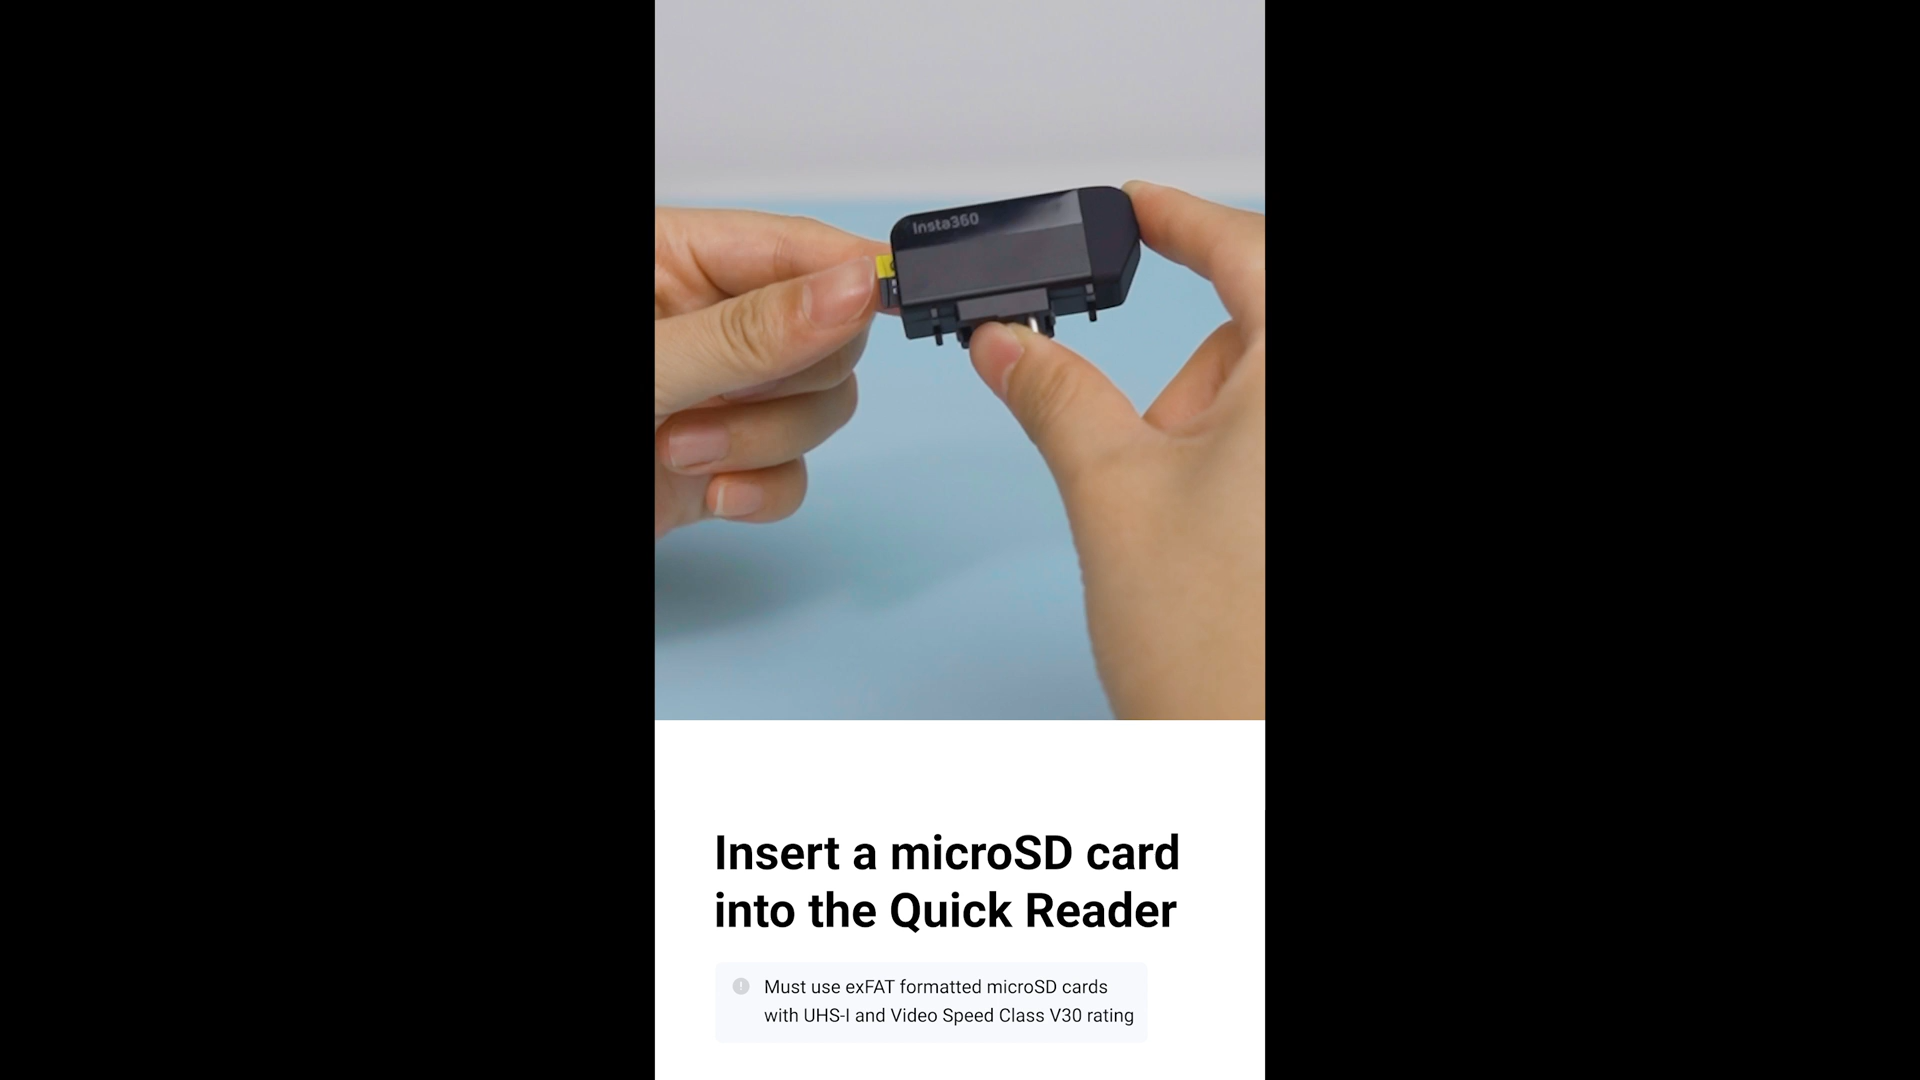 Insta360
Insert a microSD card
into the Quick Reader
Must use exFAT formatted microSD cards
with UHS-I and Video Speed Class V30 rating